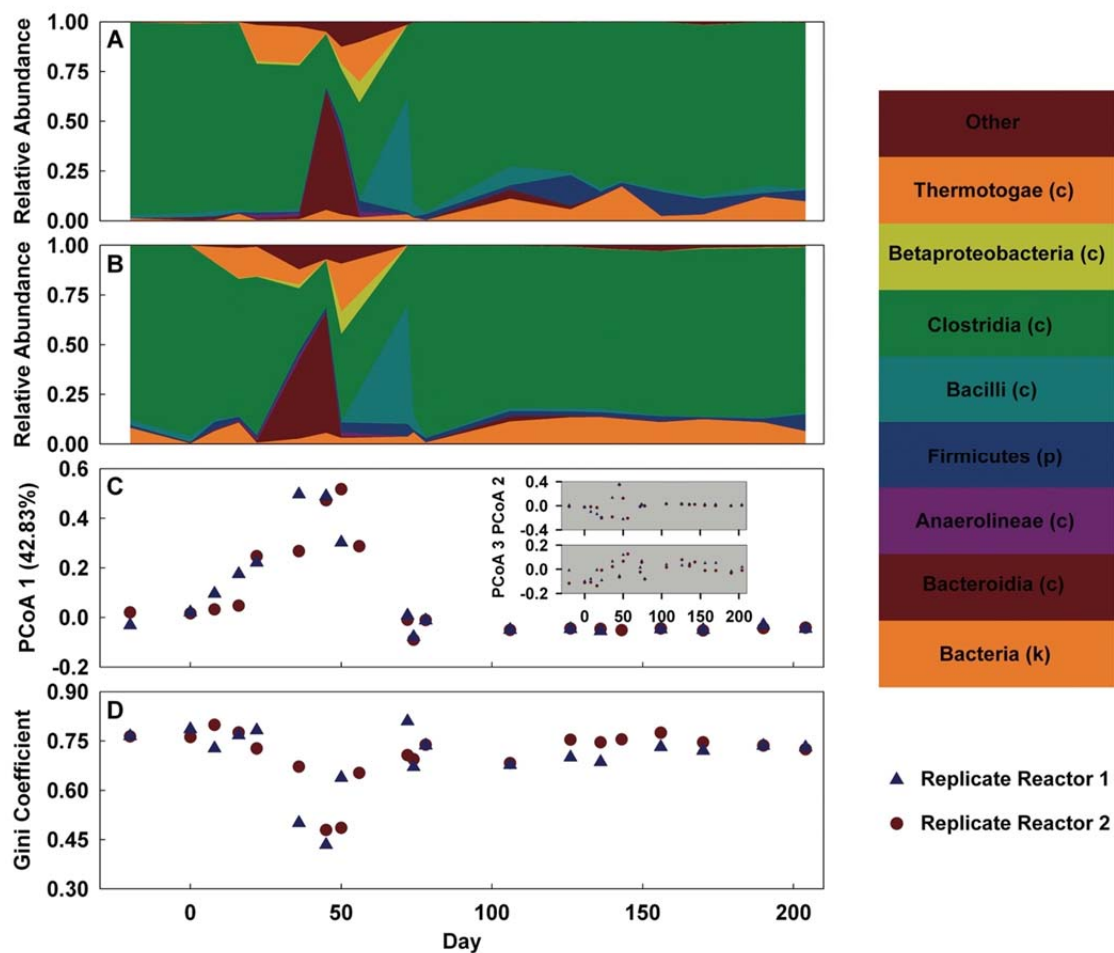 A
Relative Abundance
1.00
0.75
0.50
0.25
0.00
B
Relative Abundance
1.00
0.75
0.50
0.25
0.00
C
PCoA 1 (42.83%)
0.6
0.4
0.2
0.0
-0.2
PCoA 2
0.4
0.0
-0.4
PCoA 3
0.2
0.0
-0.2
0 50 100 150 200
D
Gini Coefficient
0.90
0.75
0.60
0.45
0.30
0 50 100 150 200
Day
Other
Thermotogae (c)
Betaproteobacteria (c)
Clostridia (c)
Bacilli (c)
Firmicutes (p)
Anaerolineae (c)
Bacteroidia (c)
Bacteria (k)
Replicate Reactor 1
Replicate Reactor 2